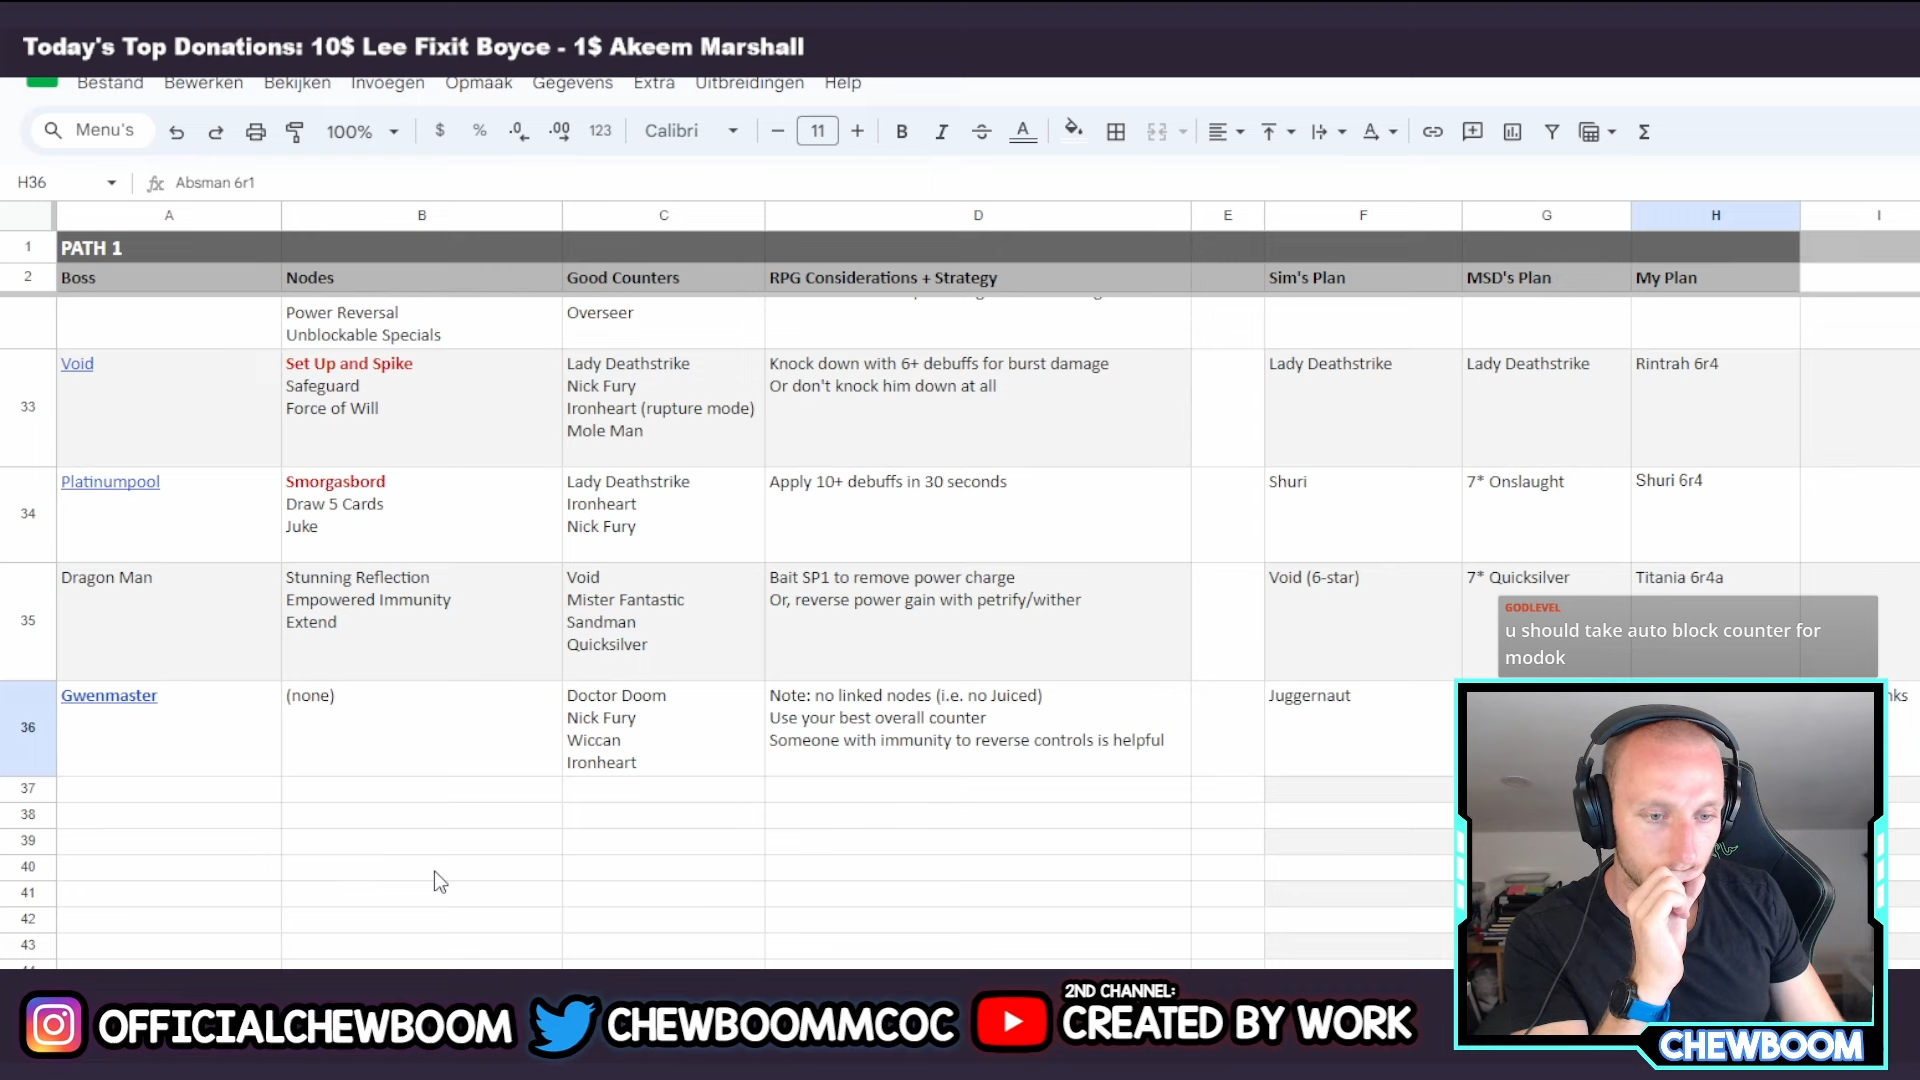 Today's Top Donations: 10$ Lee Fixit Boyce - 1$ Akeem Marshall
Bestand Bewerken Bekijken Invoegen Opmaak Gegevens Extra Uitbreidingen Help
Menu's 100% $ % .0 .00 123 Calibri 11 B I A Σ
H36 fx Absman 6r1
A B C D E F G H I
1 PATH 1
2 Boss Nodes Good Counters RPG Considerations + Strategy Sim's Plan MSD's Plan My Plan
Power Reversal Overseer
Unblockable Specials
33
Void Set Up and Spike Lady Deathstrike Knock down with 6+ debuffs for burst damage Lady Deathstrike Lady Deathstrike Rintrah 6r4
Safeguard Nick Fury Or don't knock him down at all
Force of Will Ironheart (rupture mode)
Mole Man
34
Platinumpool Smorgasbord Lady Deathstrike Apply 10+ debuffs in 30 seconds Shuri 7* Onslaught Shuri 6r4
Draw 5 Cards Ironheart
Juke Nick Fury
35
Dragon Man Stunning Reflection Void Bait SP1 to remove power charge Void (6-star) 7* Quicksilver Titania 6r4a
Empowered Immunity Mister Fantastic Or, reverse power gain with petrify/wither
Extend Sandman
Quicksilver
GODLEVEL
u should take auto block counter for
modok
36
Gwenmaster (none) Doctor Doom Note: no linked nodes (i.e. no Juiced) Juggernaut
Nick Fury Use your best overall counter
Wiccan Someone with immunity to reverse controls is helpful
Ironheart
37
38
39
40
41
42
43
OFFICIALCHEWBOOM CHEWBOOMMCOC 2ND CHANNEL:
CREATED BY WORK
CHEWBOOM